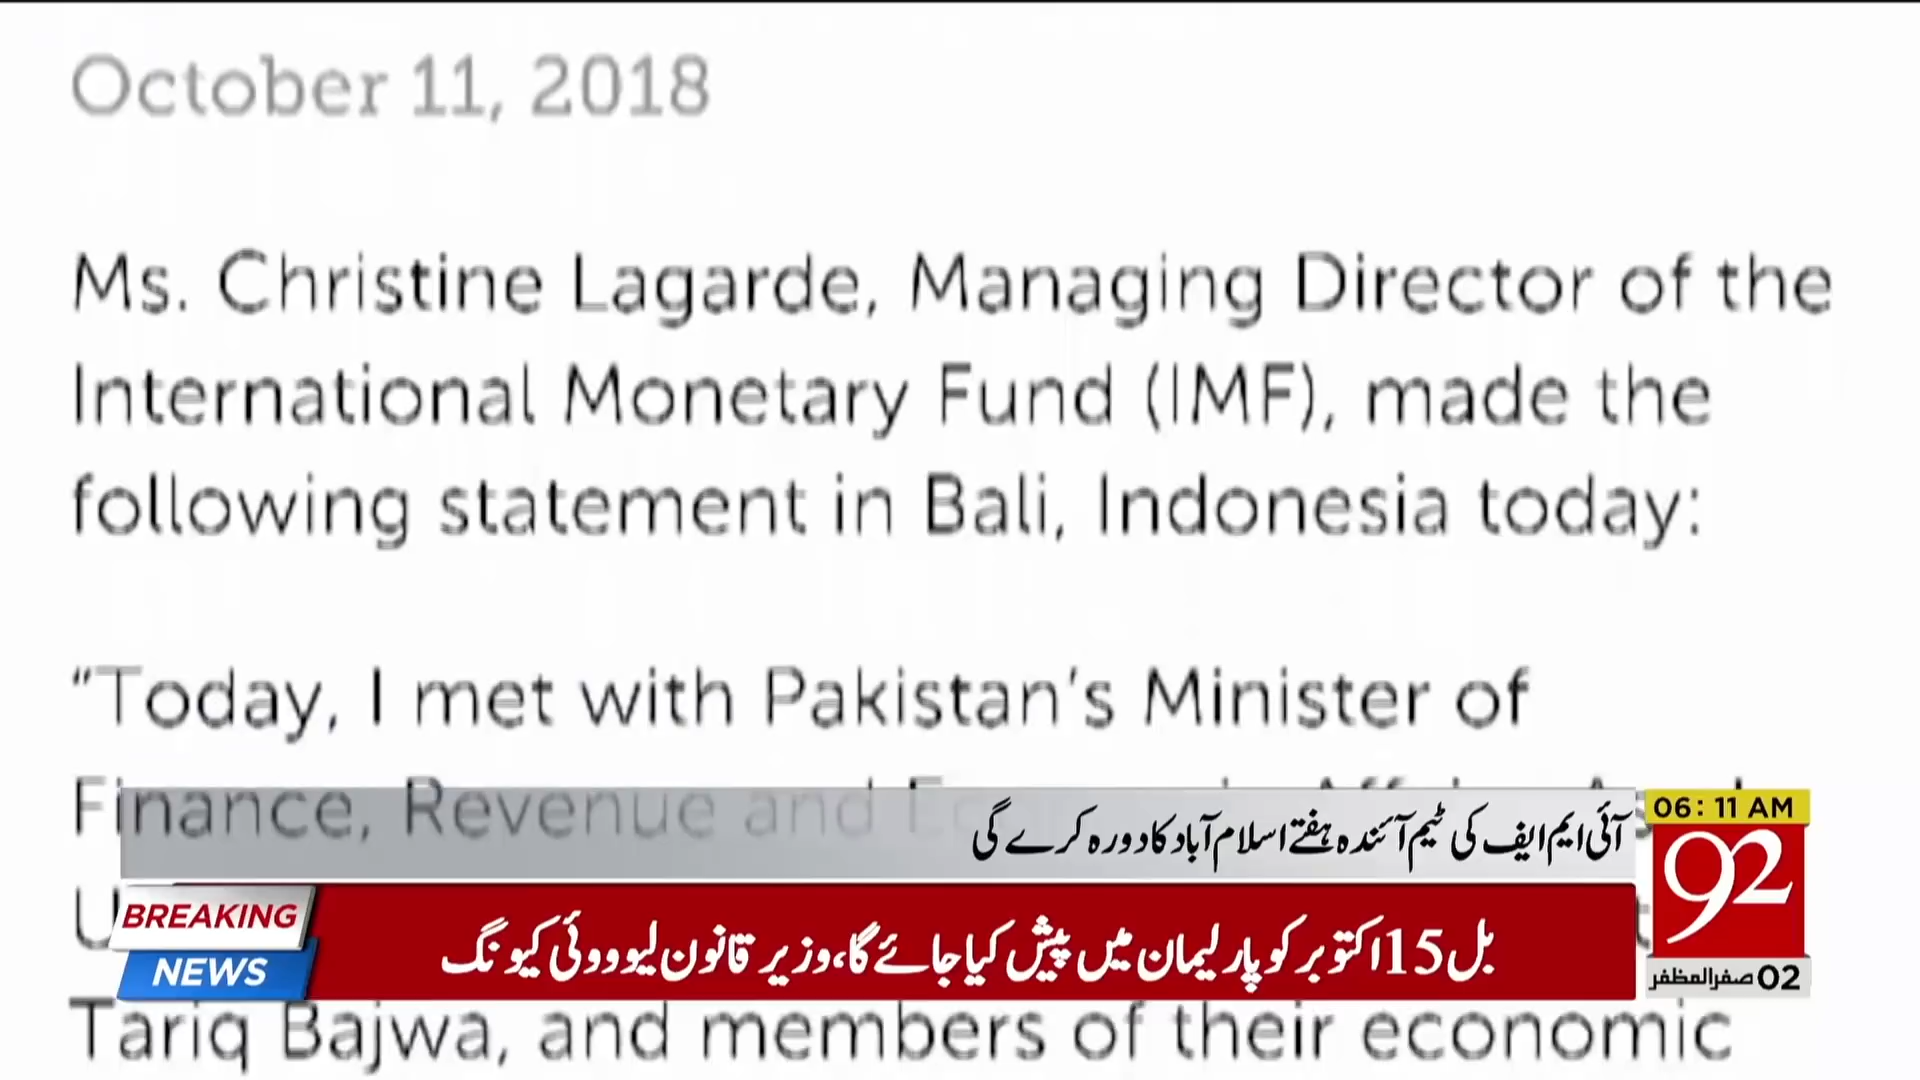 October 11, 2018
Ms. Christine Lagarde, Managing Director of the
International Monetary Fund (IMF), made the
following statement in Bali, Indonesia today:
“Today, I met with Pakistan’s Minister of
Finance, Revenue and
آئی ایم ایف کی ٹیم آئندہ ہفتے اسلام آباد کا دورہ کرے گی
06:11 AM
92
BREAKING
NEWS
بل 15 اکتوبر کو پارلیمان میں پیش کیا جائے گا، وزیر قانون لیو ووئی کیونگ
02 صفر المظفر
Tariq Bajwa, and members of their economic